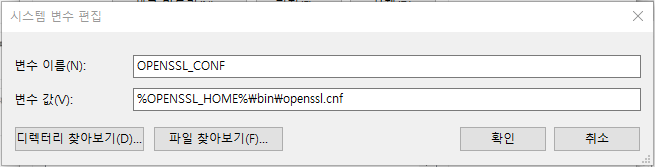 시스템 변수 편집
변수 이름(N):
OPENSSL_CONF
변수 값(V):
%OPENSSL_HOME%₩bin₩openssl.cnf
디렉터리 찾아보기(D)...
파일 찾아보기(F)...
확인
취소